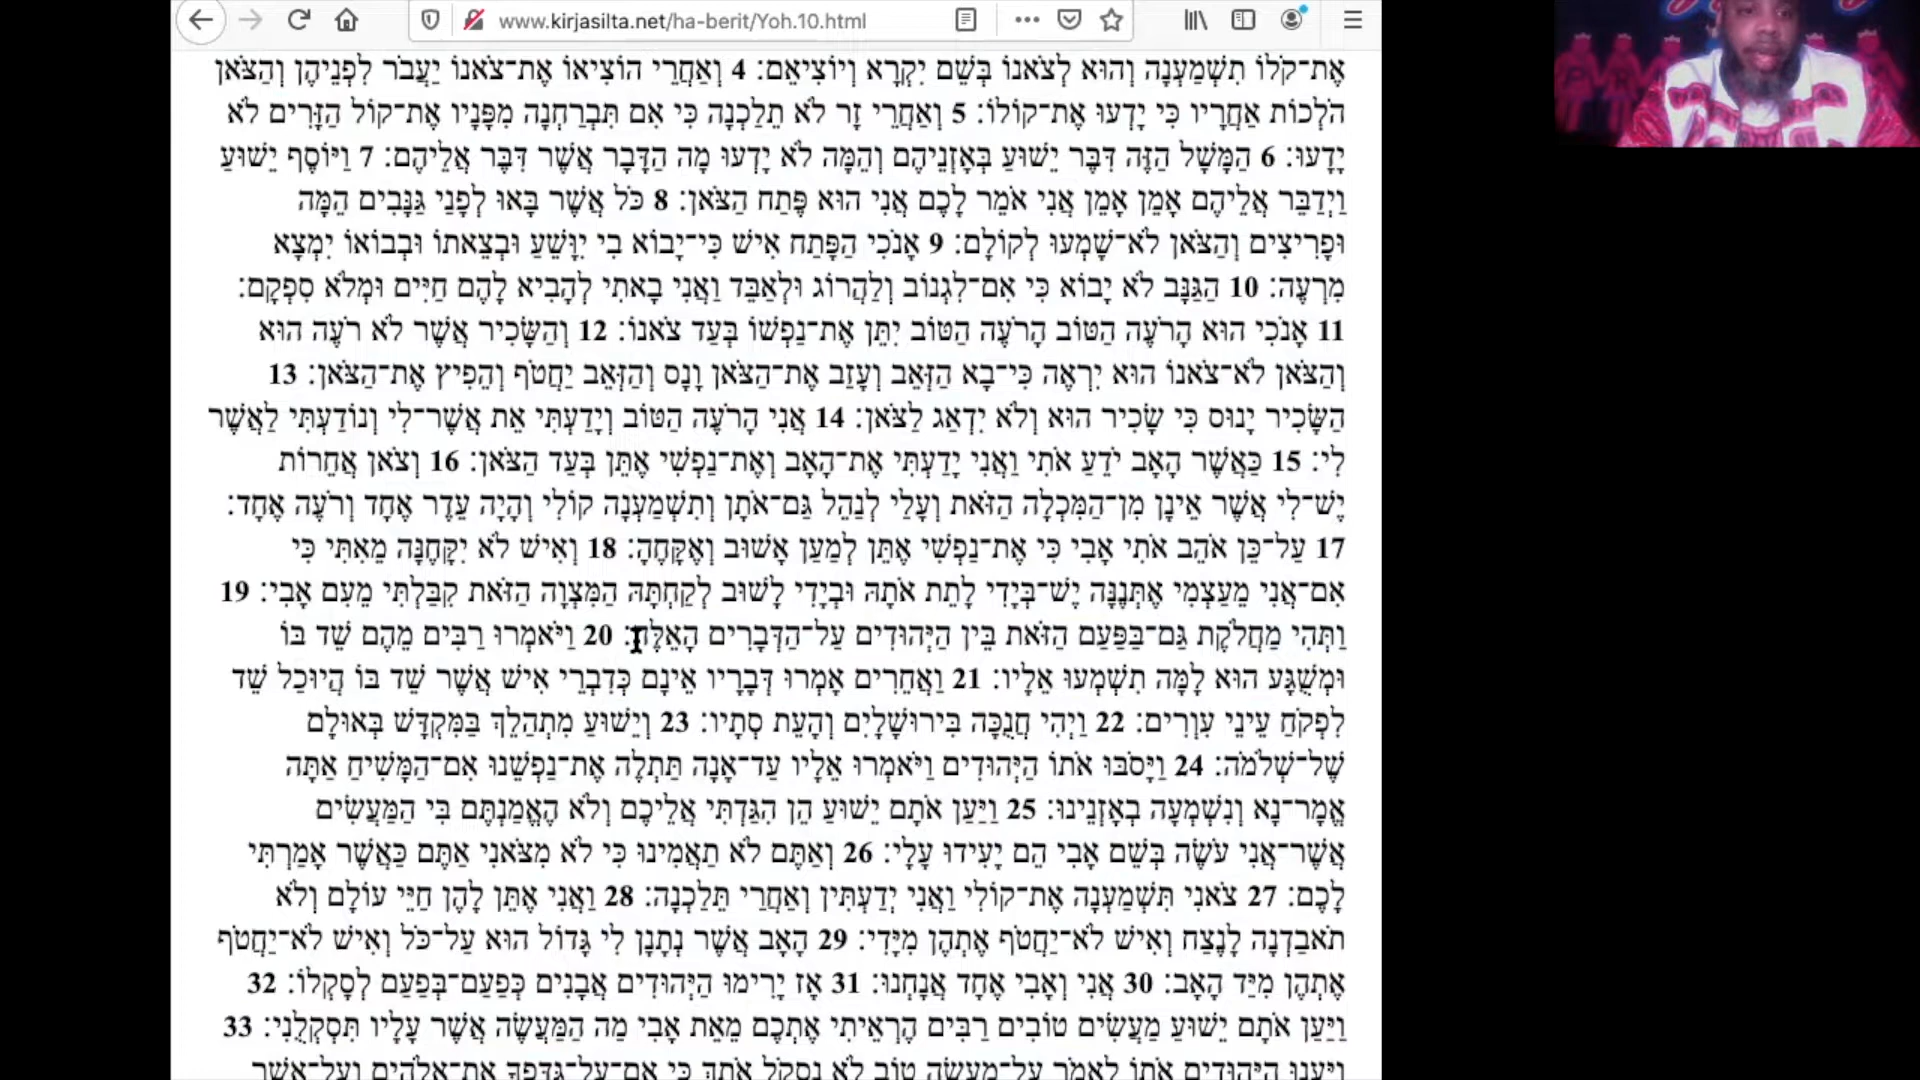 www.kirjasilta.net/ha-berit/Yoh.10.html
אֶת־קֹלוֹ תִשְׁמַעְנָה וְהוּא לְצֹאנוֹ בְּשֵׁם יִקְרָא וְיוֹצִיאֵם׃ 4 וְאַחֲרֵי הוֹצִיאוֹ אֶת־צֹאנוֹ יַעֲבֹר לִפְנֵיהֶן וְהַצֹּאן
הֹלְכוֹת אַחֲרָיו כִּי יָדְעוּ אֶת־קוֹלוֹ׃ 5 וְאַחֲרֵי זָר לֹא תֵלַכְנָה כִּי אִם תִּבְרַחְנָה מִפָּנָיו אֶת־קוֹל הַזָּרִים לֹא
יָדָעוּ׃ 6 הַמָּשָׁל הַזֶּה דִּבֶּר יֵשׁוּעַ בְּאָזְנֵיהֶם וְהֵמָּה לֹא יָדְעוּ מָה הַדָּבָר אֲשֶׁר דִּבֶּר אֲלֵיהֶם׃ 7 וַיּוֹסֶף יֵשׁוּעַ
וַיְדַבֵּר אֲלֵיהֶם אָמֵן אָמֵן אֲנִי אֹמֵר לָכֶם אֲנִי הוּא פֶּתַח הַצֹּאן׃ 8 כֹּל אֲשֶׁר בָּאוּ לְפָנַי גַּנָּבִים הֵמָּה
וּפָרִיצִים וְהַצֹּאן לֹא־שָׁמְעוּ לְקוֹלָם׃ 9 אָנֹכִי הַפָּתַח אִישׁ כִּי־יָבוֹא בִי יִוָּשֵׁעַ וּבְצֵאתוֹ וּבְבוֹאוֹ יִמְצָא
מִרְעֶה׃ 10 הַגַּנָּב לֹא יָבוֹא כִּי אִם־לִגְנוֹב וְלַהֲרוֹג וּלְאַבֵּד וַאֲנִי בָאתִי לְהָבִיא לָהֶם חַיִּים וּמְלֹא סִפְקָם׃
11 אָנֹכִי הוּא הָרֹעֶה הַטּוֹב הָרֹעֶה הַטּוֹב יִתֵּן אֶת־נַפְשׁוֹ בְּעַד צֹאנוֹ׃ 12 וְהַשָּׂכִיר אֲשֶׁר לֹא רֹעֶה הוּא
וְהַצֹּאן לֹא־צֹאנוֹ הוּא יִרְאֶה כִּי־בָא הַזְּאֵב וְעָזַב אֶת־הַצֹּאן וָנָס וְהַזְּאֵב יַחֲטֹף וְהֵפִיץ אֶת־הַצֹּאן׃ 13
הַשָּׂכִיר יָנוּס כִּי שָׂכִיר הוּא וְלֹא יִדְאַג לַצֹּאן׃ 14 אֲנִי הָרֹעֶה הַטּוֹב וְיָדַעְתִּי אֵת אֲשֶׁר־לִי וְנוֹדַעְתִּי לַאֲשֶׁר
לִי׃ 15 כַּאֲשֶׁר הָאָב יֹדֵעַ אֹתִי וַאֲנִי יָדַעְתִּי אֶת־הָאָב וְאֶת־נַפְשִׁי אֶתֵּן בְּעַד הַצֹּאן׃ 16 וְצֹאן אֲחֵרוֹת
יֶשׁ־לִי אֲשֶׁר אֵינָן מִן־הַמִּכְלָה הַזֹּאת וְעָלַי לְנַהֵל גַּם־אֹתָן וְתִשְׁמַעְנָה קוֹלִי וְהָיָה עֵדֶר אֶחָד וְרֹעֶה אֶחָד׃
17 עַל־כֵּן אֹהֵב אֹתִי אָבִי כִּי אֶת־נַפְשִׁי אֶתֵּן לְמַעַן אָשׁוּב וְאֶקָּחֶהָ׃ 18 וְאִישׁ לֹא יִקָּחֶנָּה מֵאִתִּי כִּי
אִם־אֲנִי מֵעַצְמִי אֶתְּנֶנָּה יֶשׁ־בְּיָדִי לָתֵת אֹתָהּ וּבְיָדִי לָשׁוּב לְקַחְתָּהּ הַמִּצְוָה הַזֹּאת קִבַּלְתִּי מֵעִם אָבִי׃ 19
וַתְּהִי מַחֲלֹקֶת גַּם־בַּפַּעַם הַזֹּאת בֵּין הַיְּהוּדִים עַל־הַדְּבָרִים הָאֵלֶּה׃ 20 וַיֹּאמְרוּ רַבִּים מֵהֶם שֵׁד בּוֹ
וּמְשֻׁגָּע הוּא לָמָּה תִשְׁמְעוּ אֵלָיו׃ 21 וַאֲחֵרִים אָמְרוּ דְּבָרָיו אֵינָם כְּדִבְרֵי אִישׁ אֲשֶׁר שֵׁד בּוֹ הֲיוּכַל שֵׁד
לִפְקֹחַ עֵינֵי עִוְרִים׃ 22 וַיְהִי חֲנֻכָּה בִּירוּשָׁלָיִם וְהָעֵת סְתָיו׃ 23 וְיֵשׁוּעַ מִתְהַלֵּךְ בַּמִּקְדָּשׁ בְּאוּלָם
שֶׁל־שְׁלֹמֹה׃ 24 וַיָּסֹבּוּ אֹתוֹ הַיְּהוּדִים וַיֹּאמְרוּ אֵלָיו עַד־אָנָה תַּתְלֶה אֶת־נַפְשֵׁנוּ אִם־הַמָּשִׁיחַ אַתָּה
אֱמָר־נָא וְנִשְׁמְעָה בְאָזְנֵינוּ׃ 25 וַיַּעַן אֹתָם יֵשׁוּעַ הֵן הִגַּדְתִּי אֲלֵיכֶם וְלֹא הֶאֱמַנְתֶּם בִּי הַמַּעֲשִׂים
אֲשֶׁר־אֲנִי עֹשֶׂה בְּשֵׁם אָבִי הֵם יָעִידוּ עָלָי׃ 26 וְאַתֶּם לֹא תַאֲמִינוּ כִּי לֹא מִצֹּאנִי אַתֶּם כַּאֲשֶׁר אָמַרְתִּי
לָכֶם׃ 27 צֹאנִי תִּשְׁמַעְנָה אֶת־קוֹלִי וַאֲנִי יְדַעְתִּין וְאַחֲרַי תֵּלַכְנָה׃ 28 וַאֲנִי אֶתֵּן לָהֶן חַיֵּי עוֹלָם וְלֹא
תֹאבַדְנָה לָנֶצַח וְאִישׁ לֹא־יַחֲטֹף אֶתְהֶן מִיָּדִי׃ 29 הָאָב אֲשֶׁר נְתָנָן לִי גָּדוֹל הוּא עַל־כֹּל וְאִישׁ לֹא־יַחֲטֹף
אֶתְהֶן מִיַּד הָאָב׃ 30 אֲנִי וְאָבִי אֶחָד אֲנָחְנוּ׃ 31 אָז יָרִימוּ הַיְּהוּדִים אֲבָנִים כְּפַעַם־בְּפַעַם לְסָקְלוֹ׃ 32
וַיַּעַן אֹתָם יֵשׁוּעַ מַעֲשִׂים טוֹבִים רַבִּים הֶרְאֵיתִי אֶתְכֶם מֵאֵת אָבִי מַה הַמַּעֲשֶׂה אֲשֶׁר עָלָיו תִּסְקְלֻנִי׃ 33
וַיַּעֲנוּ הַיְּהוּדִים אֹתוֹ לֵאמֹר עַל־מַעֲשֶׂה טוֹב לֹא נִסְקֹל אֹתְךָ כִּי אִם־עַל־גַּדֶּפְךָ אֶת־אֱלֹהִים וְעַל־אֲשֶׁר